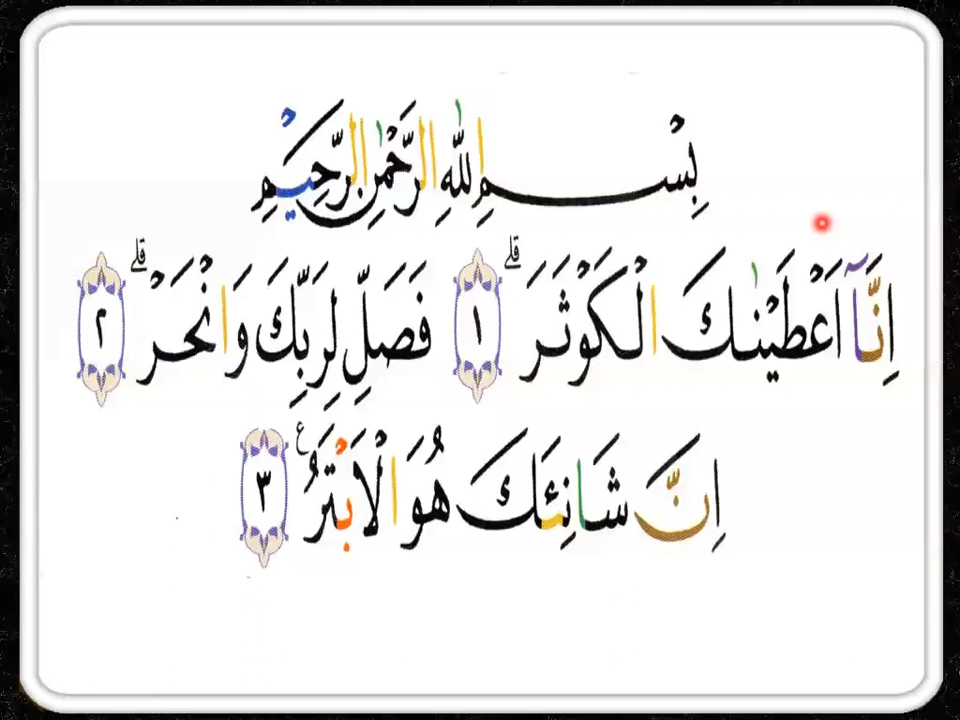 بِسْمِ اللّٰهِ الرَّحْمٰنِ الرَّحِيْمِ
اِنَّآ اَعْطَيْنٰكَ الْكَوْثَرَ ۗ ١ فَصَلِّ لِرَبِّكَ وَانْحَرْ ۗ ٢
اِنَّ شَانِئَكَ هُوَ الْاَبْتَرُ ࣖ ٣